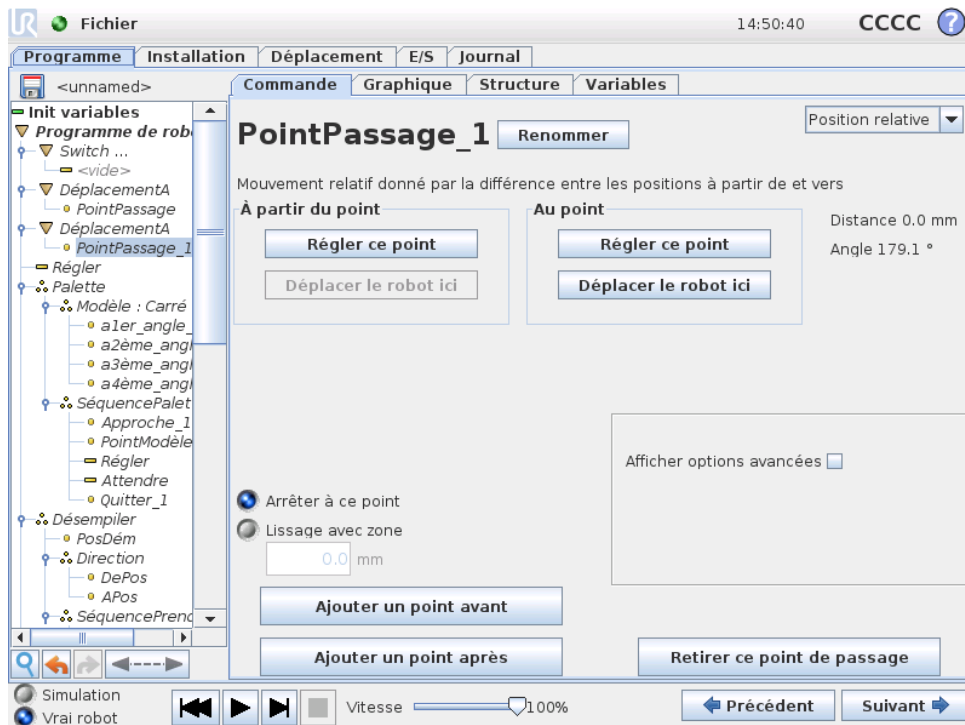 UR Fichier 14:50:40 CCCC ?
Programme Installation Déplacement E/S Journal
<unnamed>
Commande Graphique Structure Variables
Init variables
Programme de rob
Switch ...
<vide>
DéplacementA
PointPassage
DéplacementA
PointPassage_1
Régler
Palette
Modèle : Carré
a1er_angle_
a2ème_angl
a3ème_angl
a4ème_angl
SéquencePalet
Approche_1
PointModèle
Régler
Attendre
Quitter_1
Désempiler
PosDém
Direction
DePos
APos
SéquencePrend
PointPassage_1 Renommer
Position relative
Mouvement relatif donné par la différence entre les positions à partir de et vers
À partir du point
Régler ce point
Déplacer le robot ici
Au point
Régler ce point
Déplacer le robot ici
Distance 0.0 mm
Angle 179.1 °
Afficher options avancées
Arrêter à ce point
Lissage avec zone
0.0 mm
Ajouter un point avant
Ajouter un point après
Retirer ce point de passage
Simulation
Vrai robot
Vitesse 100%
Précédent
Suivant